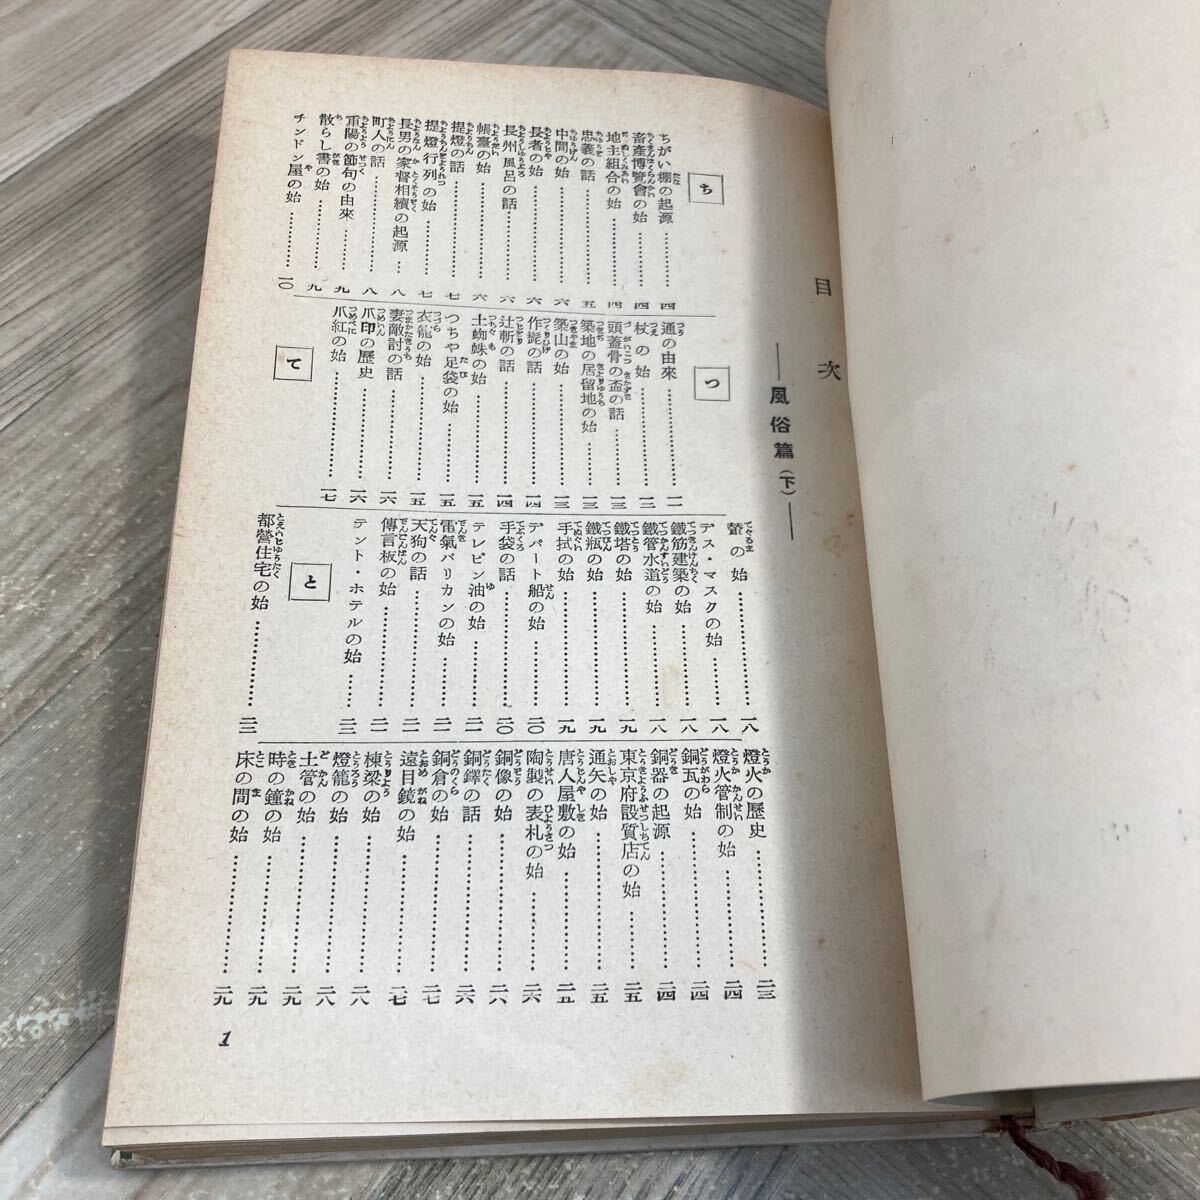 目次
――風俗篇(下)――
ち
ちがい棚の起源………四
畜産博覽會の始………四
地主組合の始………四
忠義の話………五
中間の始………六
長者の始………六
長州風呂の話………六
帳臺の始………六
提燈の話………七
提燈行列の始………七
長男の家督相續の起源…八
町人の話………八
重陽の節句の由來………九
散らし書の始………九
チンドン屋の始………一〇
つ
通の由來………一一
杖の始………一三
頭蓋骨の盃の話………一三
築地の居留地の始………一三
築山の始………一三
作髭の話………一四
辻斬の話………一四
土蜘蛛の始………一五
つちや足袋の始………一五
衣籠の始………一五
妻敵討の話………一六
爪印の歴史………一六
爪紅の始………一七
て
の始………一八
デス・マスクの始………一八
鐵筋建築の始………一八
鐵管水道の始………一八
鐵塔の始………一九
鐵瓶の始………一九
手拭の始………一九
デパート船の始………二〇
手袋の話………二〇
テレピン油の始………二一
電氣バリカンの始………二一
天狗の話………二一
傳言板の始………二一
テント・ホテルの始………二二
と
都營住宅の始………二二
燈火の歴史………二三
燈火管制の始………二四
銅瓦の始………二四
銅器の起源………二四
東京府設質店の始………二五
通矢の始………二五
唐人屋敷の始………二五
陶製の表札の始………二六
銅像の始………二六
銅鐸の話………二六
銅倉の始………二七
遠目鏡の始………二七
棟梁の始………二八
燈籠の始………二八
土管の始………二九
時の鐘の始………二九
床の間の始………二九
1